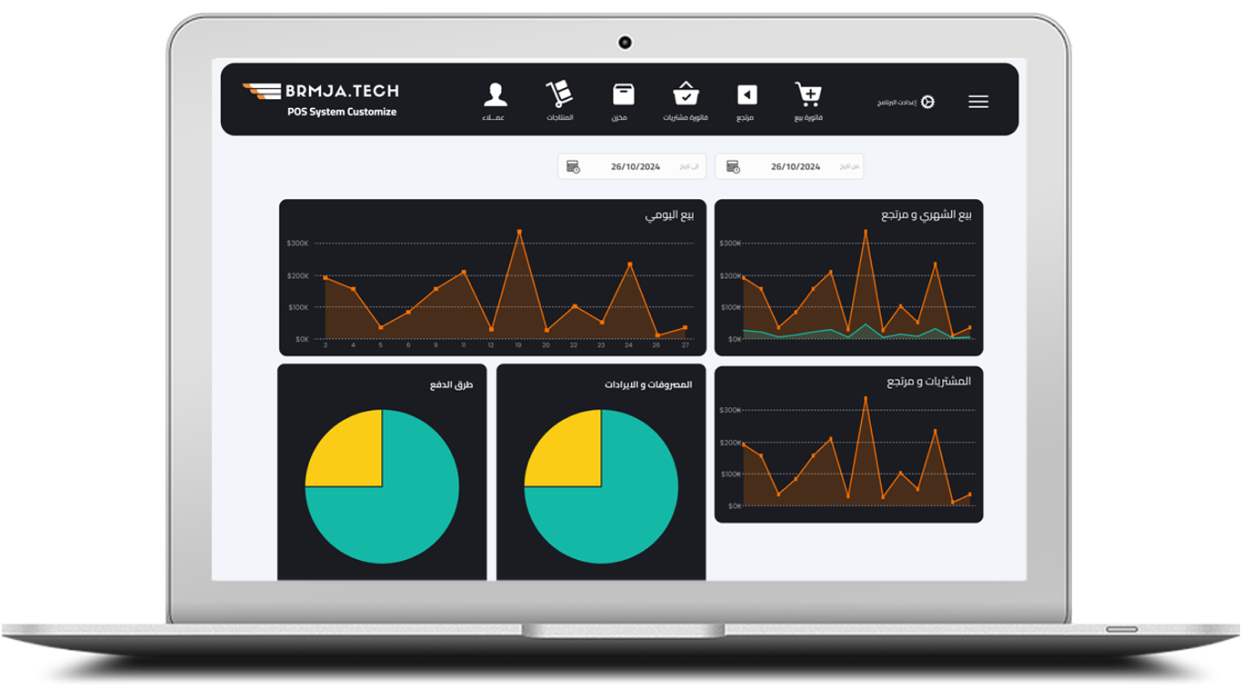 BRMJA.TECH
POS System Customize
عمـــلاء
المنتاجات
مخزن
فاتورة مشتريات
مرتجع
فاتورة بيع
إعدادت البرنامج
من تاريخ
26/10/2024
الى تاريخ
26/10/2024
بيع اليومي
$300K
$200K
$100K
$0K
2 4 5 6 9 11 12 19 20 22 23 24 26 27
بيع الشهري و مرتجع
$300K
$200K
$100K
$0K
طرق الدفع
المصروفات و الايرادات
المشتريات و مرتجع
$300K
$200K
$100K
$0K